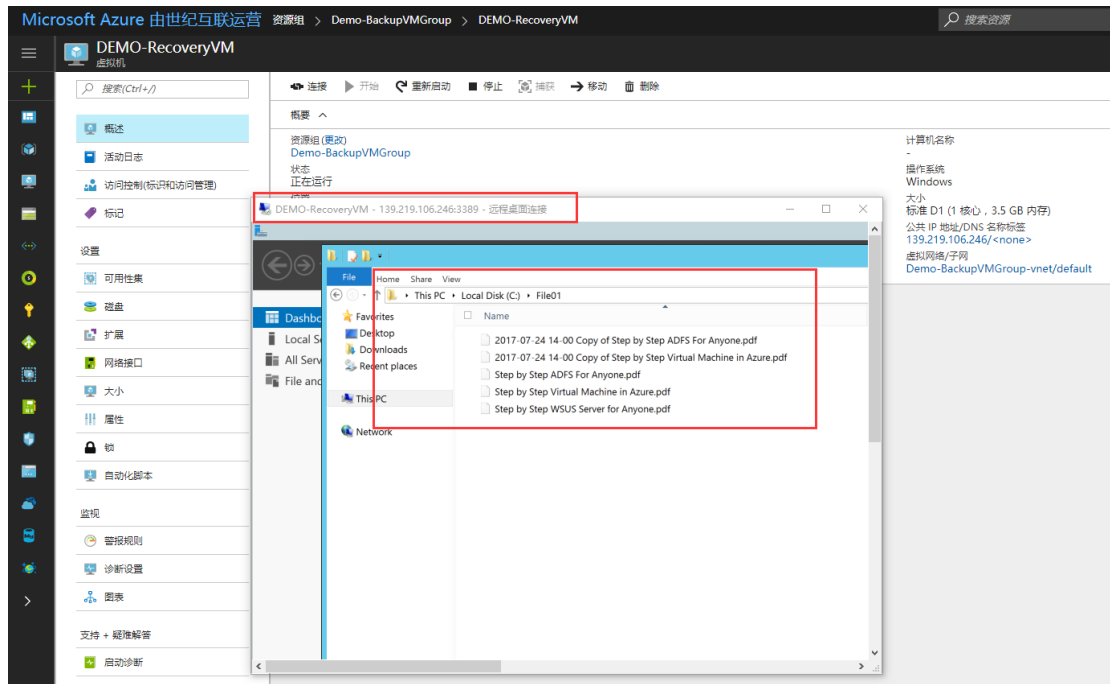 Microsoft Azure 由世纪互联运营 资源组 > Demo-BackupVMGroup > DEMO-RecoveryVM 搜索资源
DEMO-RecoveryVM
虚拟机
搜索(Ctrl+/)
概述
活动日志
访问控制(标识和访问管理)
标记
设置
可用性集
磁盘
扩展
网络接口
大小
属性
锁
自动化脚本
监视
警报规则
诊断设置
图表
支持 + 疑难解答
启动诊断
连接 开始 重新启动 停止 捕获 移动 删除
概要
资源组(更改)
Demo-BackupVMGroup
状态
正在运行
计算机名称
-
操作系统
Windows
大小
标准 D1 (1 核心，3.5 GB 内存)
公共 IP 地址/DNS 名称标签
139.219.106.246/<none>
虚拟网络/子网
Demo-BackupVMGroup-vnet/default
DEMO-RecoveryVM - 139.219.106.246:3389 - 远程桌面连接
Dashbc
Local Se
All Serv
File and
File Home Share View
This PC Local Disk (C:) File01
Favorites
Desktop
Downloads
Recent places
This PC
Network
Name
2017-07-24 14-00 Copy of Step by Step ADFS For Anyone.pdf
2017-07-24 14-00 Copy of Step by Step Virtual Machine in Azure.pdf
Step by Step ADFS For Anyone.pdf
Step by Step Virtual Machine in Azure.pdf
Step by Step WSUS Server for Anyone.pdf